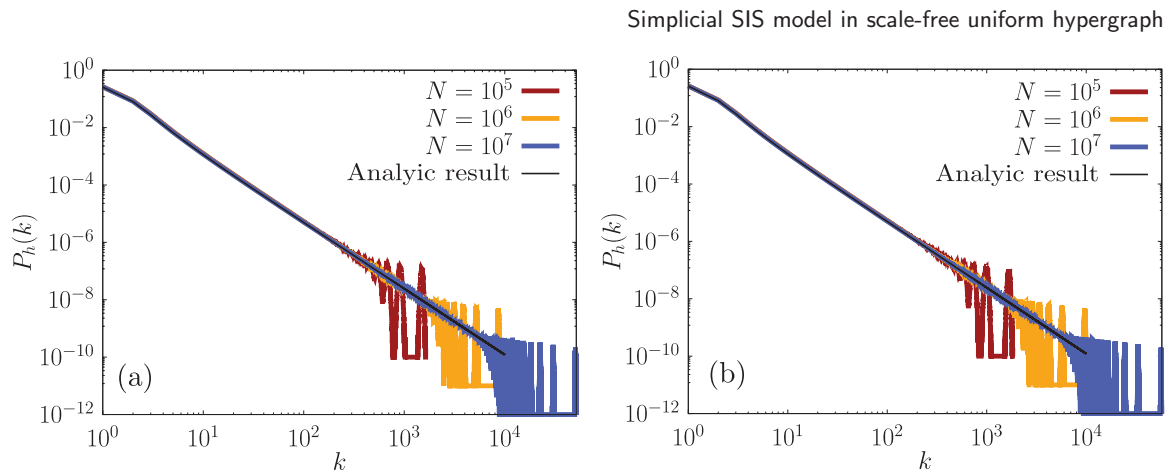 Simplicial SIS model in scale-free uniform hypergraph
10^0
10^-2
10^-4
10^-6
10^-8
10^-10
10^-12
P_h(k)
N = 10^5
N = 10^6
N = 10^7
Analyic result
(a)
10^0 10^1 10^2 10^3 10^4
k
10^0
10^-2
10^-4
10^-6
10^-8
10^-10
10^-12
P_h(k)
N = 10^5
N = 10^6
N = 10^7
Analyic result
(b)
10^0 10^1 10^2 10^3 10^4
k